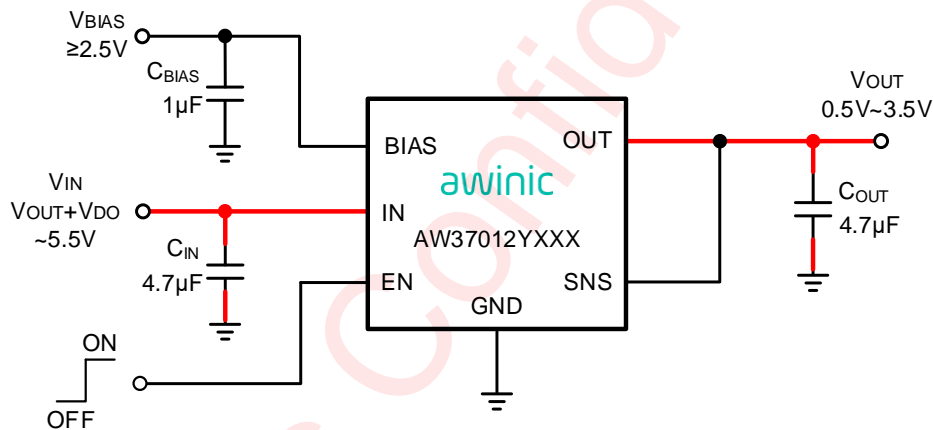 VBIAS
≥2.5V
CBIAS
1μF
VIN
VOUT+VDO
~5.5V
CIN
4.7μF
ON
OFF
BIAS
IN
EN
OUT
SNS
GND
awinic
AW37012YXXX
VOUT
0.5V~3.5V
COUT
4.7μF
Confid